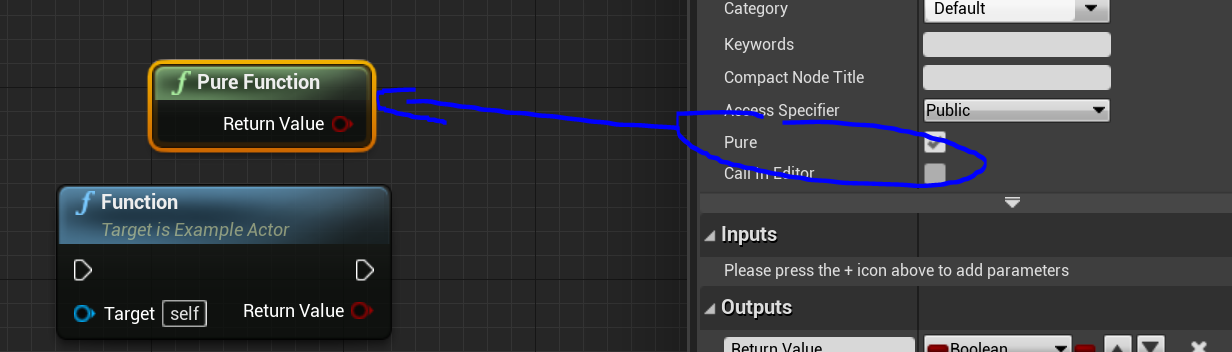 Pure Function
Return Value
Function
Target is Example Actor
Target self
Return Value
Category Default
Keywords
Compact Node Title
Access Specifier Public
Pure
Call In Editor
Inputs
Please press the + icon above to add parameters
Outputs
Return Value Boolean